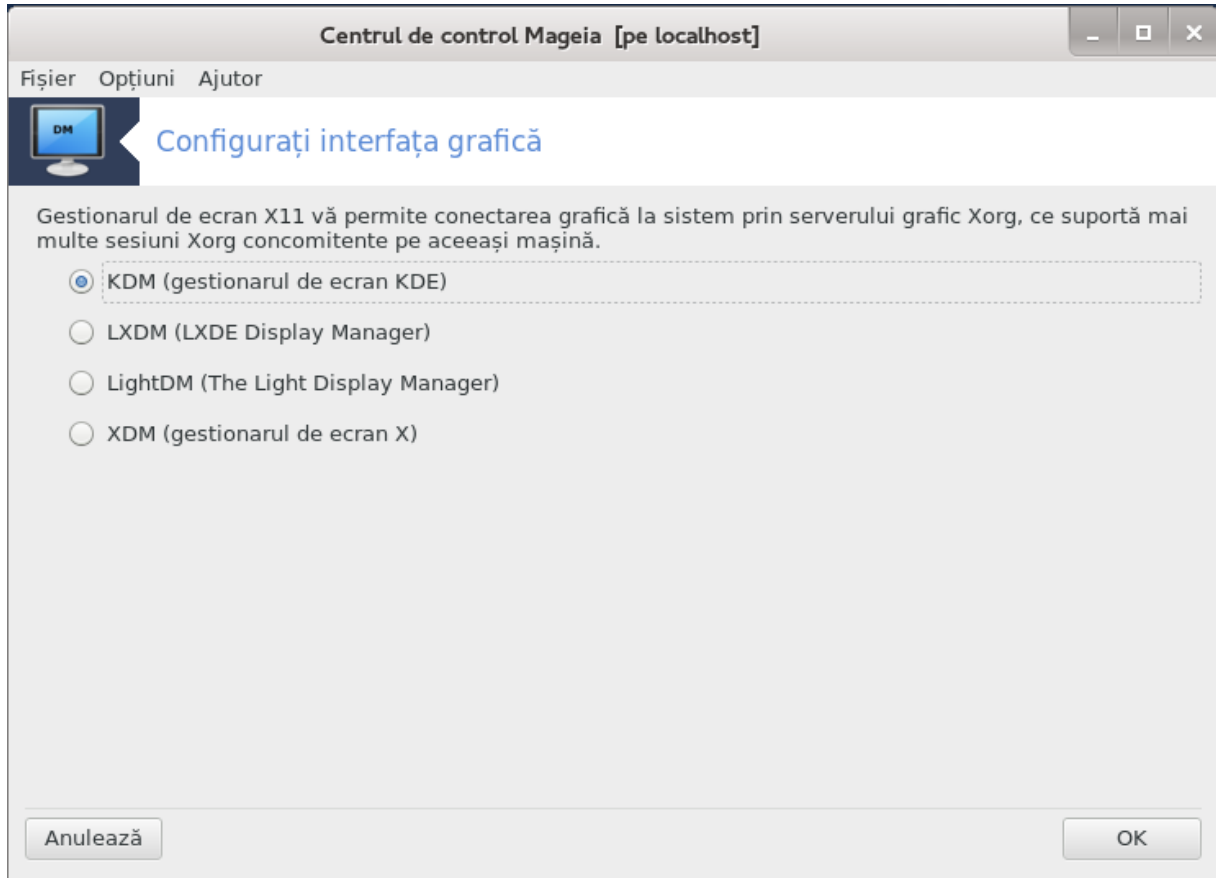 Centrul de control Mageia [pe localhost]
Fișier Opțiuni Ajutor
DM
Configurați interfața grafică
Gestionarul de ecran X11 vă permite conectarea grafică la sistem prin serverului grafic Xorg, ce suportă mai
multe sesiuni Xorg concomitente pe aceeași mașină.
KDM (gestionarul de ecran KDE)
LXDM (LXDE Display Manager)
LightDM (The Light Display Manager)
XDM (gestionarul de ecran X)
Anulează OK